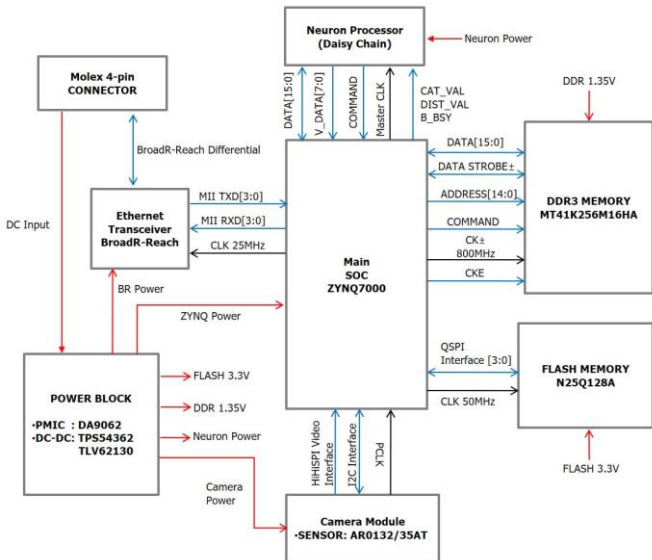 Neuron Processor
(Daisy Chain)
Neuron Power
Molex 4-pin
CONNECTOR
DATA[15:0]
V_DATA[7:0]
COMMAND
Master CLK
CAT_VAL
DIST_VAL
B_BSY
DDR 1.35V
BroadR-Reach Differential
DC Input
Ethernet
Transceiver
BroadR-Reach
MII TXD[3:0]
MII RXD[3:0]
CLK 25MHz
Main
SOC
ZYNQ7000
DATA[15:0]
DATA STROBE±
ADDRESS[14:0]
COMMAND
CK±
800MHz
CKE
DDR3 MEMORY
MT41K256M16HA
BR Power
ZYNQ Power
POWER BLOCK
•PMIC : DA9062
•DC-DC: TPS54362
TLV62130
FLASH 3.3V
DDR 1.35V
Neuron Power
Camera
Power
QSPI
Interface [3:0]
CLK 50MHz
FLASH MEMORY
N25Q128A
FLASH 3.3V
HiHiSPI Video
Interface
I2C Interface
PCLK
Camera Module
•SENSOR: AR0132/35AT